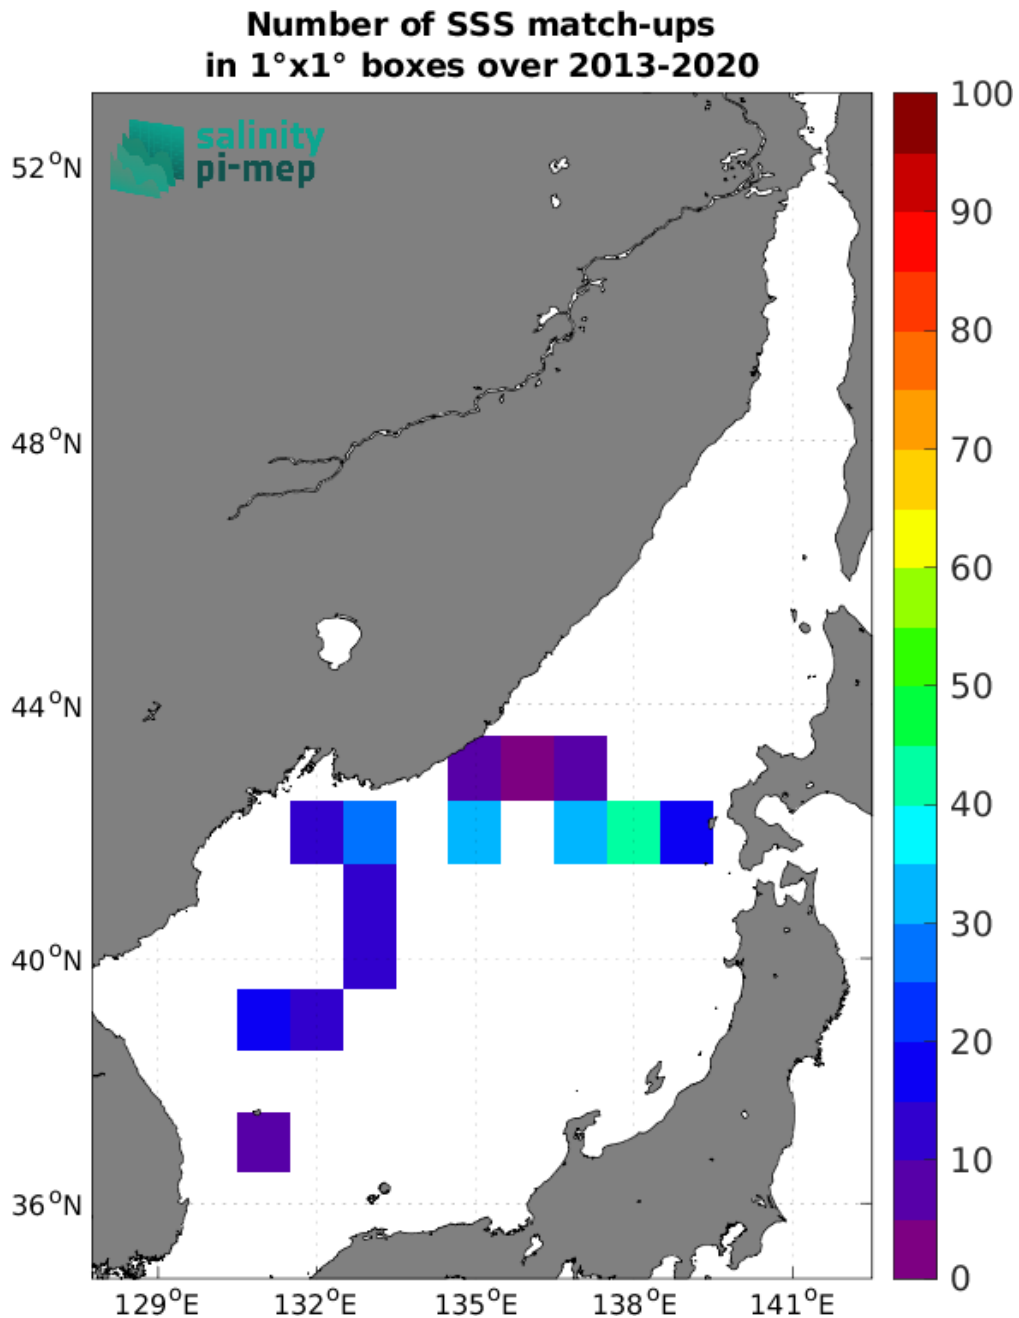 Number of SSS match-ups
in 1°x1° boxes over 2013-2020
salinity
pi-mep
52°N
48°N
44°N
40°N
36°N
129°E 132°E 135°E 138°E 141°E
100
90
80
70
60
50
40
30
20
10
0